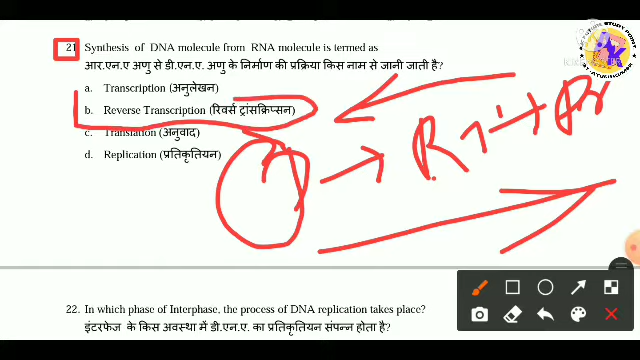 21. Synthesis of DNA molecule from RNA molecule is termed as
आर.एन.ए अणु से डी.एन.ए. अणु के निर्माण की प्रक्रिया किस नाम से जानी जाती है?
a. Transcription (अनुलेखन)
b. Reverse Transcription (रिवर्स ट्रांसक्रिप्सन)
c. Translation (अनुवाद)
d. Replication (प्रतिकृतियन)
22. In which phase of Interphase, the process of DNA replication takes place?
इंटरफेज के किस अवस्था में डी.एन.ए. का प्रतिकृतियन संपन्न होता है?